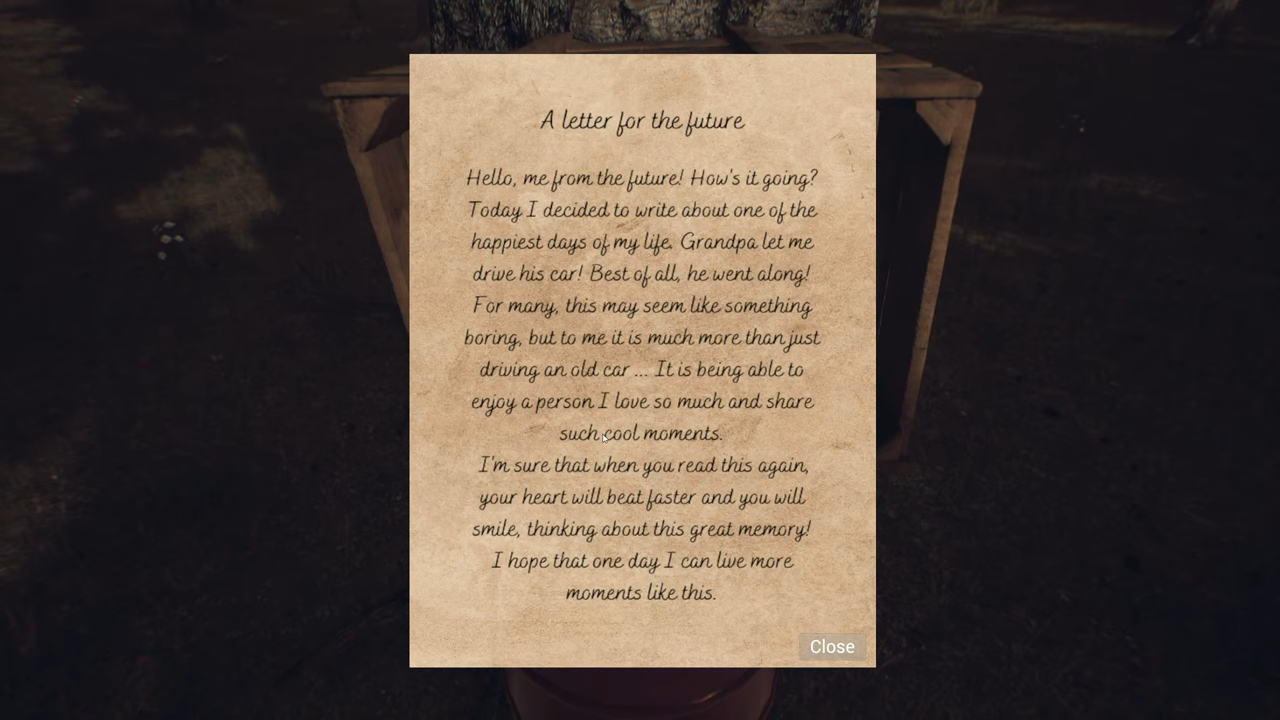 A letter for the future
Hello, me from the future! How's it going?
Today I decided to write about one of the
happiest days of my life. Grandpa let me
drive his car! Best of all, he went along!
For many, this may seem like something
boring, but to me it is much more than just
driving an old car ... It is being able to
enjoy a person I love so much and share
such cool moments.
I'm sure that when you read this again,
your heart will beat faster and you will
smile, thinking about this great memory!
I hope that one day I can live more
moments like this.
Close